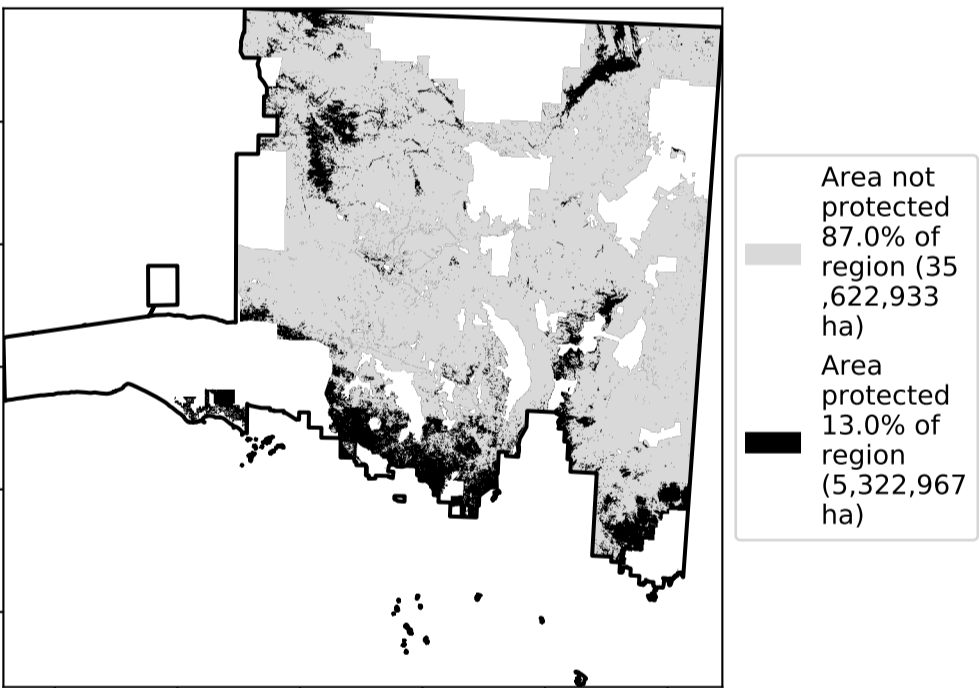 Area not
protected
87.0% of
region (35
,622,933
ha)
Area
protected
13.0% of
region
(5,322,967
ha)